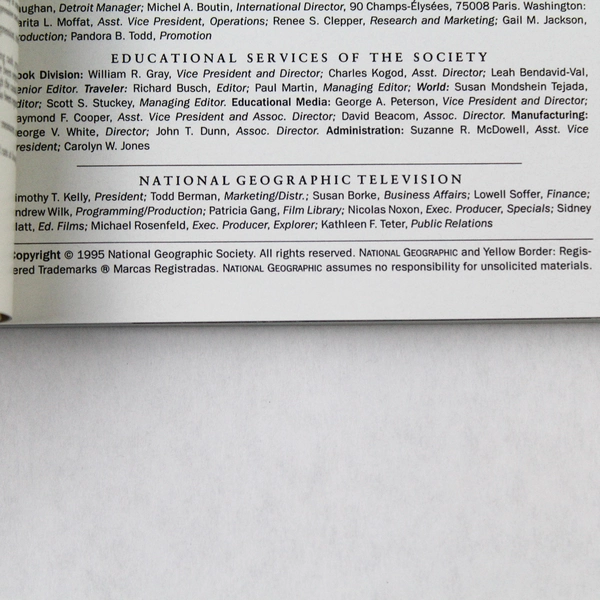 aughan, Detroit Manager; Michel A. Boutin, International Director, 90 Champs-Élysées, 75008 Paris. Washington:
arita L. Moffat, Asst. Vice President, Operations; Renee S. Clepper, Research and Marketing; Gail M. Jackson,
roduction; Pandora B. Todd, Promotion
EDUCATIONAL SERVICES OF THE SOCIETY
ook Division: William R. Gray, Vice President and Director; Charles Kogod, Asst. Director; Leah Bendavid-Val,
enior Editor. Traveler: Richard Busch, Editor; Paul Martin, Managing Editor; World: Susan Mondshein Tejada,
ditor; Scott S. Stuckey, Managing Editor. Educational Media: George A. Peterson, Vice President and Director;
aymond F. Cooper, Asst. Vice President and Assoc. Director; David Beacom, Assoc. Director. Manufacturing:
eorge V. White, Director; John T. Dunn, Assoc. Director. Administration: Suzanne R. McDowell, Asst. Vice
resident; Carolyn W. Jones
NATIONAL GEOGRAPHIC TELEVISION
imothy T. Kelly, President; Todd Berman, Marketing/Distr.; Susan Borke, Business Affairs; Lowell Soffer, Finance;
ndrew Wilk, Programming/Production; Patricia Gang, Film Library; Nicolas Noxon, Exec. Producer, Specials; Sidney
latt, Ed. Films; Michael Rosenfeld, Exec. Producer, Explorer; Kathleen F. Teter, Public Relations
Copyright © 1995 National Geographic Society. All rights reserved. NATIONAL GEOGRAPHIC and Yellow Border: Regis-
ered Trademarks ® Marcas Registradas. NATIONAL GEOGRAPHIC assumes no responsibility for unsolicited materials.